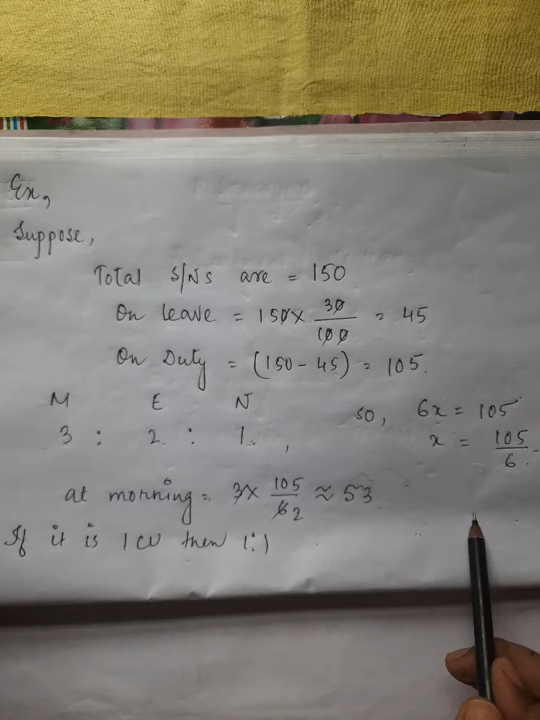 Ex,
Suppose,
Total S/Ns are = 150
On leave = 150 × 30/100 = 45
On Duty = (150 - 45) = 105.
M E N
3 : 2 : 1 ,
so, 6x = 105
x = 105/6.
at morning = 3 × 105/6 2 ≈ 53
If it is ICU then 1:1